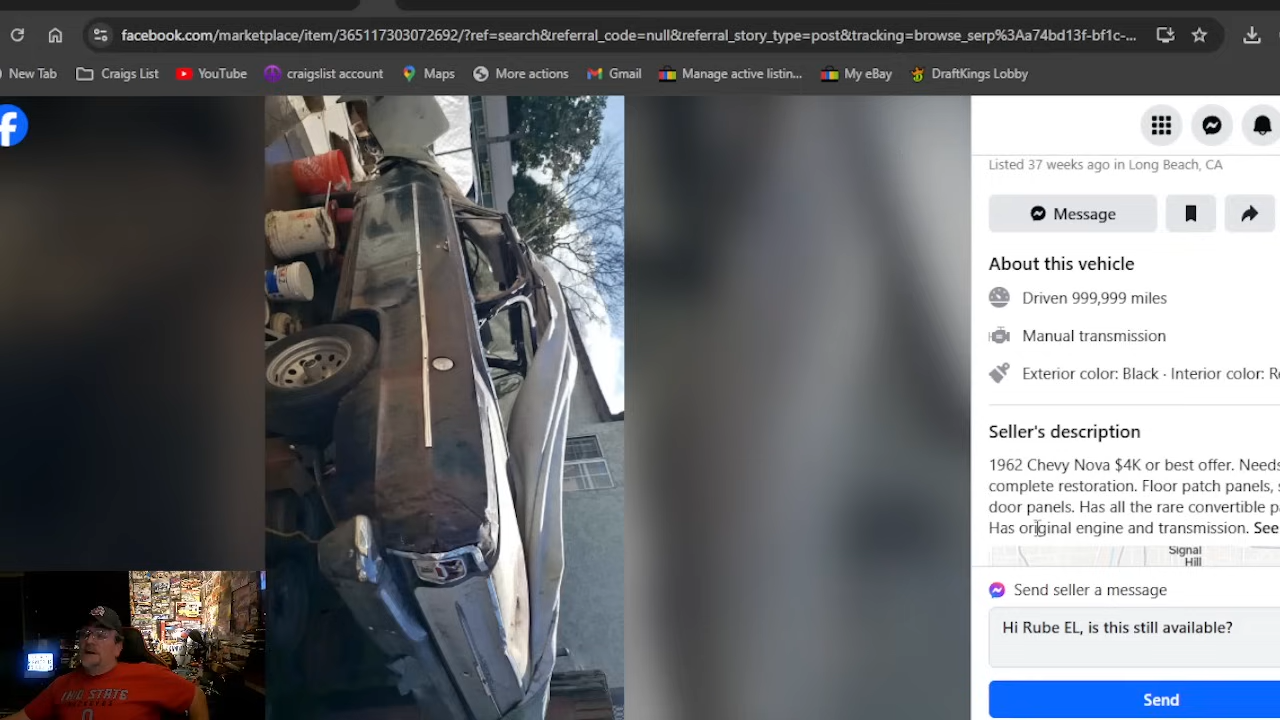 facebook.com/marketplace/item/365117303072692/?ref=search&referral_code=null&referral_story_type=post&tracking=browse_serp%3Aa74bd13f-bf1c-...
New Tab Craigs List YouTube craigslist account Maps More actions Gmail Manage active listin... My eBay DraftKings Lobby
Listed 37 weeks ago in Long Beach, CA
Message
About this vehicle
Driven 999,999 miles
Manual transmission
Exterior color: Black · Interior color: Re
Seller's description
1962 Chevy Nova $4K or best offer. Needs
complete restoration. Floor patch panels, s
door panels. Has all the rare convertible p
Has original engine and transmission. See
Signal
Hill
Send seller a message
Hi Rube EL, is this still available?
Send
OHIO STATE